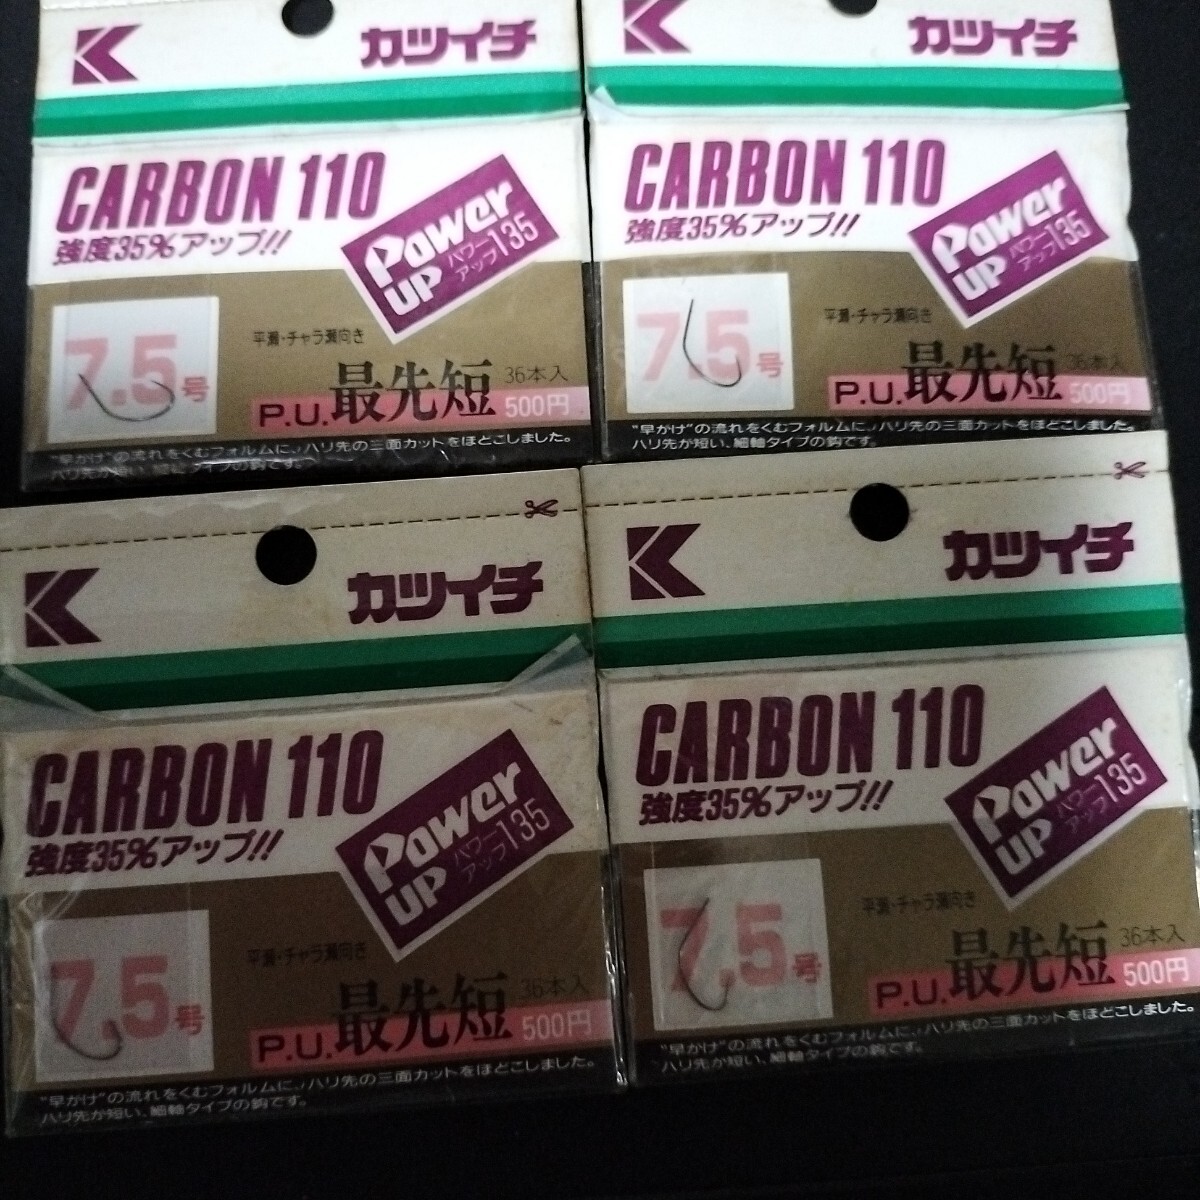 カツイチ
CARBON 110
強度35%アップ!!
Power UP パワーアップ135
平瀬・チャラ瀬向き
7.5号
P.U.最先短
36本入
500円
"早がけ"の流れをくむフォルムに、ハリ先の三面カットをほどこしました。
ハリ先が短い、細軸タイプの鈎です。
カツイチ
CARBON 110
強度35%アップ!!
Power UP パワーアップ135
平瀬・チャラ瀬向き
7.5号
P.U.最先短
36本入
500円
"早がけ"の流れをくむフォルムに、ハリ先の三面カットをほどこしました。
ハリ先が短い、細軸タイプの鈎です。
カツイチ
CARBON 110
強度35%アップ!!
Power UP パワーアップ135
平瀬・チャラ瀬向き
7.5号
P.U.最先短
36本入
500円
"早がけ"の流れをくむフォルムに、ハリ先の三面カットをほどこしました。
ハリ先が短い、細軸タイプの鈎です。
カツイチ
CARBON 110
強度35%アップ!!
Power UP パワーアップ135
平瀬・チャラ瀬向き
7.5号
P.U.最先短
36本入
500円
"早がけ"の流れをくむフォルムに、ハリ先の三面カットをほどこしました。
ハリ先が短い、細軸タイプの鈎です。